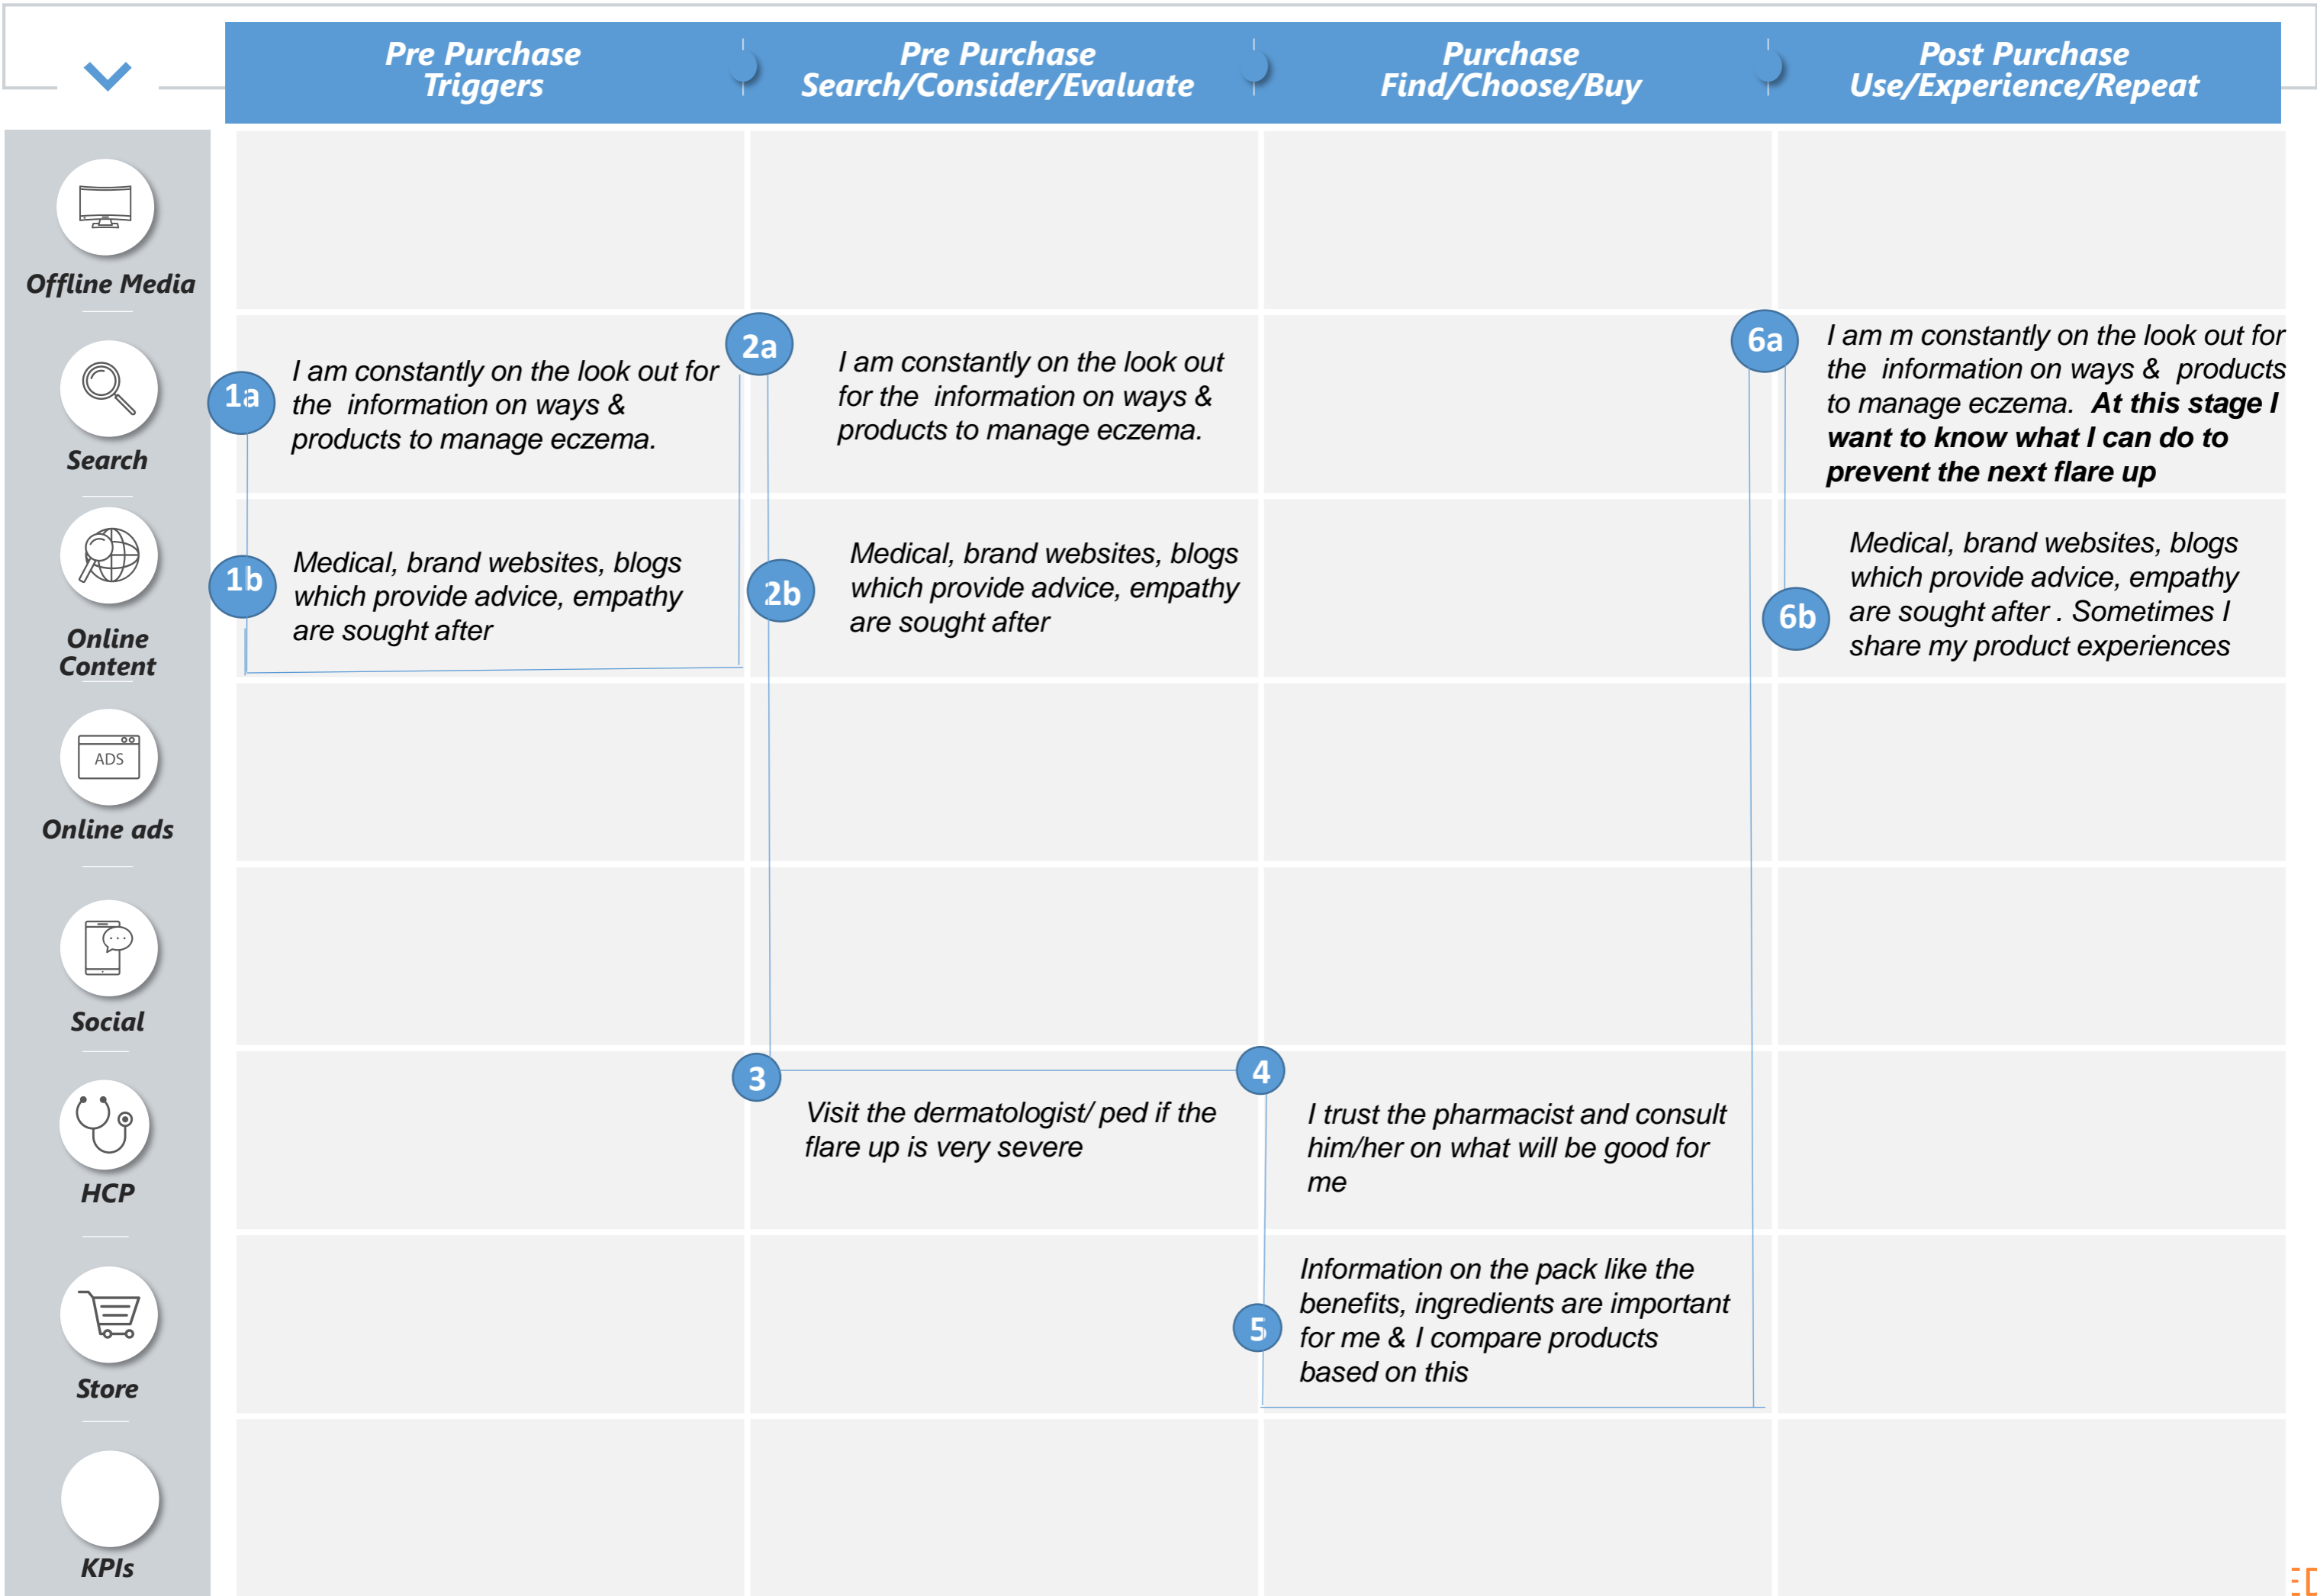 Pre Purchase
Triggers
Pre Purchase
Search/Consider/Evaluate
Purchase
Find/Choose/Buy
Post Purchase
Use/Experience/Repeat
Offline Media
Search
1a
I am constantly on the look out for
the information on ways &
products to manage eczema.
2a
I am constantly on the look out
for the information on ways &
products to manage eczema.
6a
I am m constantly on the look out for
the information on ways & products
to manage eczema. At this stage I
want to know what I can do to
prevent the next flare up
Online
Content
1b
Medical, brand websites, blogs
which provide advice, empathy
are sought after
2b
Medical, brand websites, blogs
which provide advice, empathy
are sought after
6b
Medical, brand websites, blogs
which provide advice, empathy
are sought after . Sometimes I
share my product experiences
ADS
Online ads
Social
HCP
3
Visit the dermatologist/ ped if the
flare up is very severe
4
I trust the pharmacist and consult
him/her on what will be good for
me
Store
5
Information on the pack like the
benefits, ingredients are important
for me & I compare products
based on this
KPIs